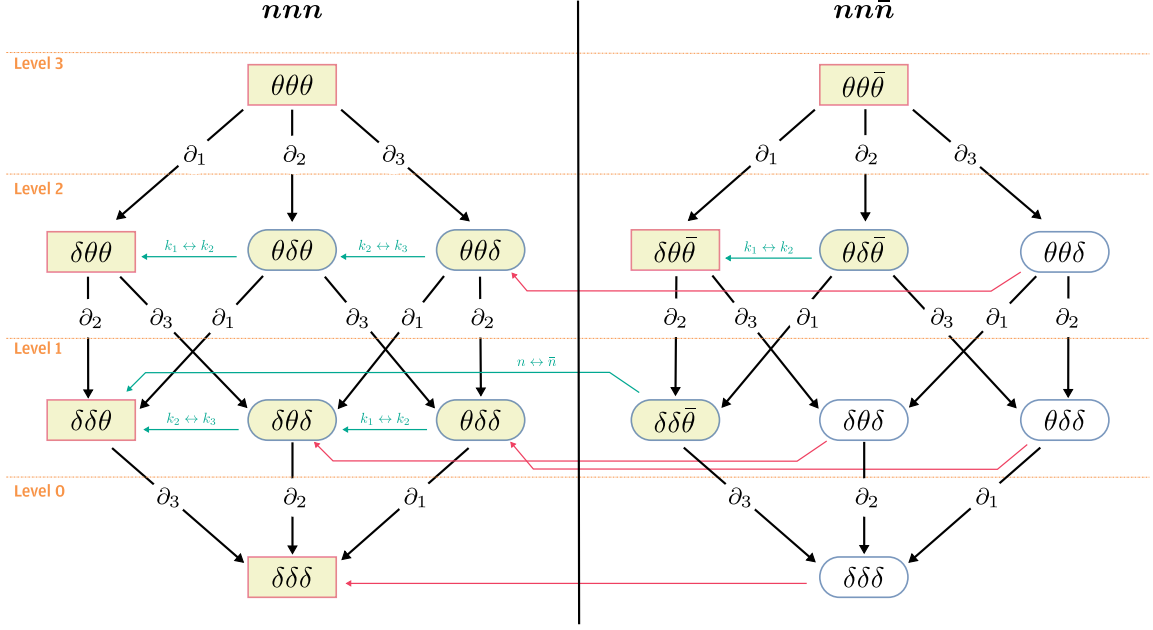 nnn nnn̄
Level 3
θθθ θθθ̄
∂₁ ∂₂ ∂₃ ∂₁ ∂₂ ∂₃
Level 2
δθθ k₁ ↔ k₂ θδθ k₂ ↔ k₃ θθδ δθθ̄ k₁ ↔ k₂ θδθ̄ θθδ
∂₂ ∂₃ ∂₁ ∂₃ ∂₁ ∂₂ ∂₂ ∂₃ ∂₁ ∂₃ ∂₁ ∂₂
Level 1
n ↔ n̄
δδθ k₂ ↔ k₃ δθδ k₁ ↔ k₂ θδδ δδθ̄ δθδ θδδ
Level 0
∂₃ ∂₂ ∂₁ ∂₃ ∂₂ ∂₁
δδδ δδδ